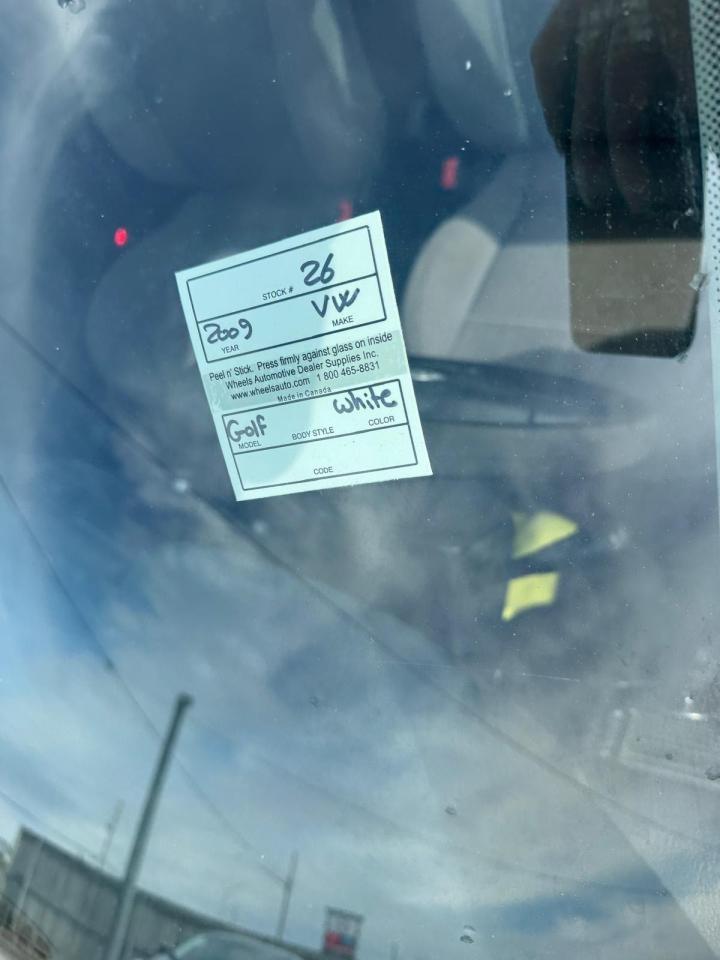 STOCK # 26
2009 VW
YEAR MAKE
Peel n' Stick. Press firmly against glass on inside
Wheels Automotive Dealer Supplies Inc.
www.wheelsauto.com 1 800 465-8831
Made in Canada
Golf white
MODEL BODY STYLE COLOR
CODE